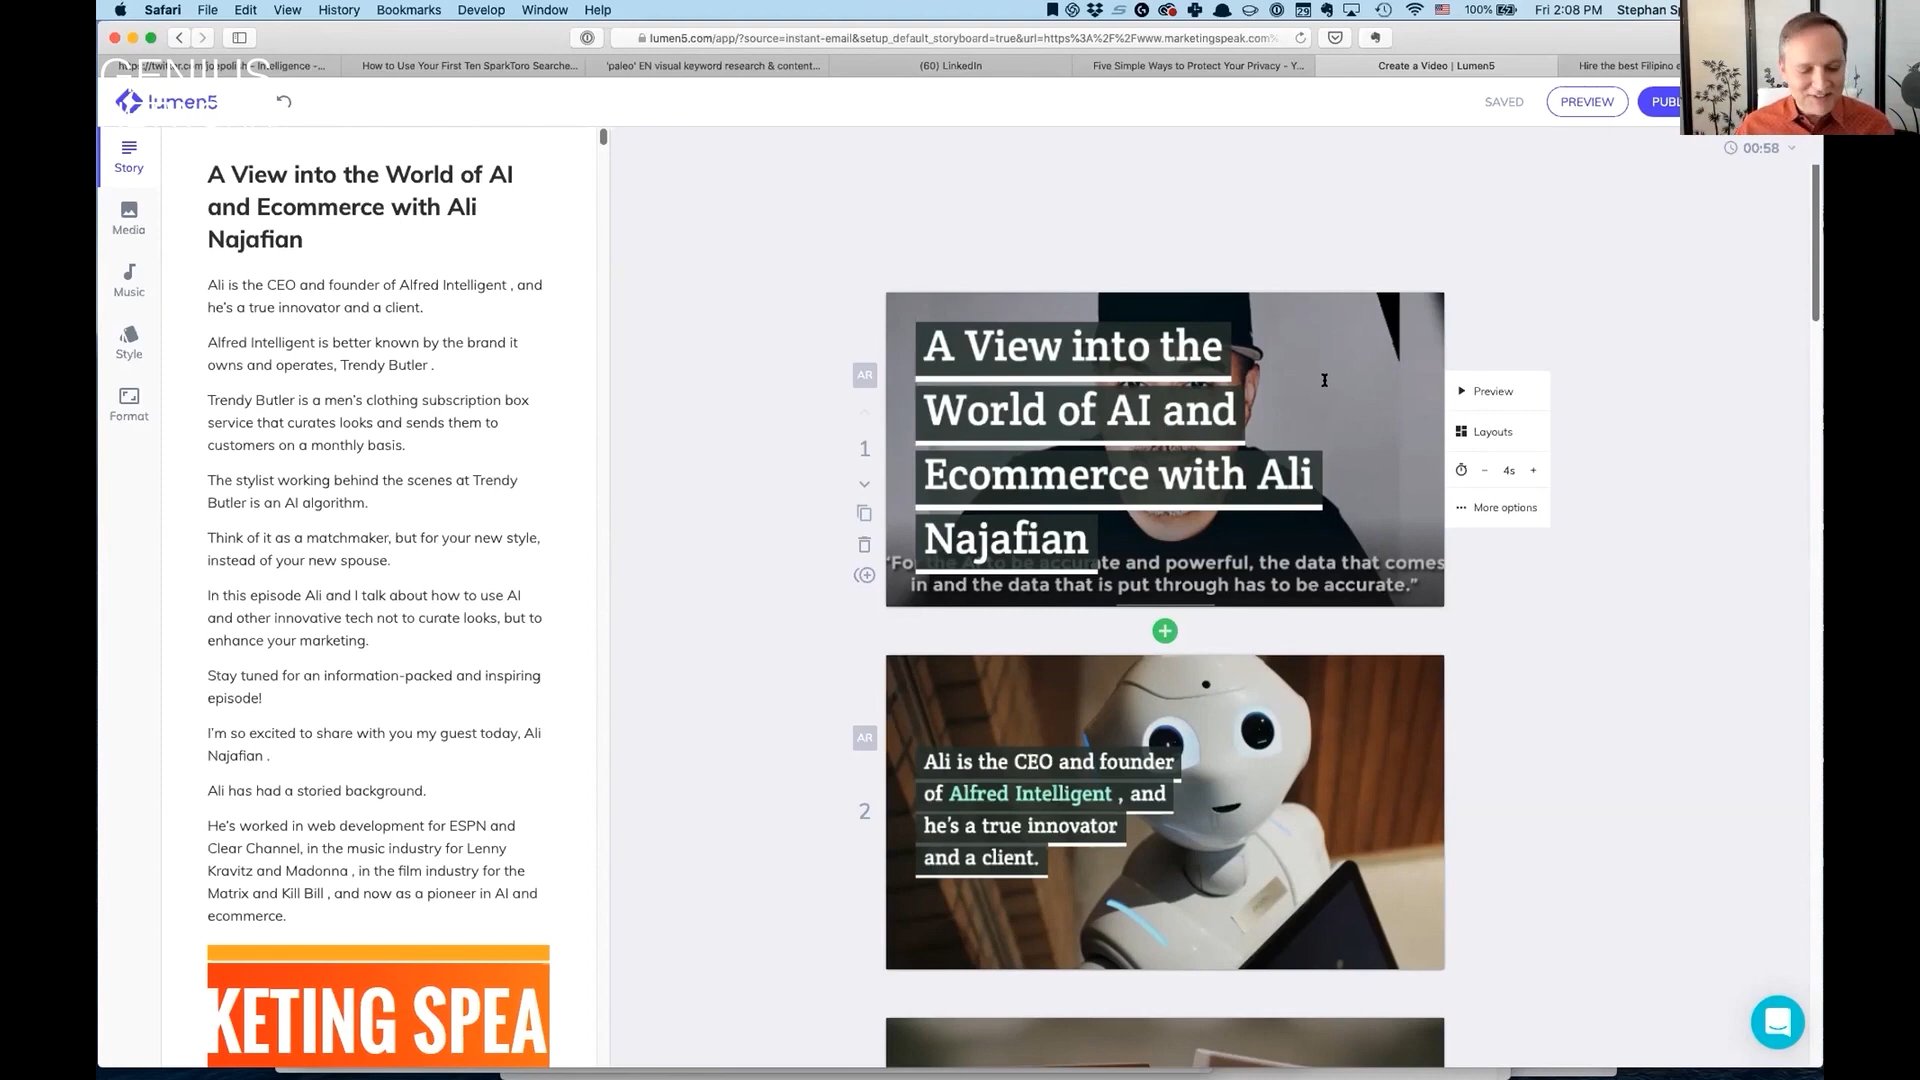 Safari File Edit View History Bookmarks Develop Window Help 29 100% Fri 2:08 PM Stephan Sp
lumen5.com/app/?source=instant-email&setup_default_storyboard=true&url=https%3A%2F%2Fwww.marketingspeak.com%
GENIUS
How to Use Your First Ten SparkToro Searche...
'paleo' EN visual keyword research & content...
(60) LinkedIn
Five Simple Ways to Protect Your Privacy - Y...
Create a Video | Lumen5
Hire the best Filipino e
lumen5
SAVED
PREVIEW
PUBL
00:58
Story
Media
Music
Style
Format
A View into the World of AI
and Ecommerce with Ali
Najafian
Ali is the CEO and founder of Alfred Intelligent , and
he's a true innovator and a client.
Alfred Intelligent is better known by the brand it
owns and operates, Trendy Butler .
Trendy Butler is a men's clothing subscription box
service that curates looks and sends them to
customers on a monthly basis.
The stylist working behind the scenes at Trendy
Butler is an AI algorithm.
Think of it as a matchmaker, but for your new style,
instead of your new spouse.
In this episode Ali and I talk about how to use AI
and other innovative tech not to curate looks, but to
enhance your marketing.
Stay tuned for an information-packed and inspiring
episode!
I'm so excited to share with you my guest today, Ali
Najafian .
Ali has had a storied background.
He's worked in web development for ESPN and
Clear Channel, in the music industry for Lenny
Kravitz and Madonna , in the film industry for the
Matrix and Kill Bill , and now as a pioneer in AI and
ecommerce.
KETING SPEA
AR
1
A View into the
World of AI and
Ecommerce with Ali
Najafian
"For the AI to be accurate and powerful, the data that comes
in and the data that is put through has to be accurate."
Preview
Layouts
- 4s +
More options
AR
2
Ali is the CEO and founder
of Alfred Intelligent , and
he's a true innovator
and a client.